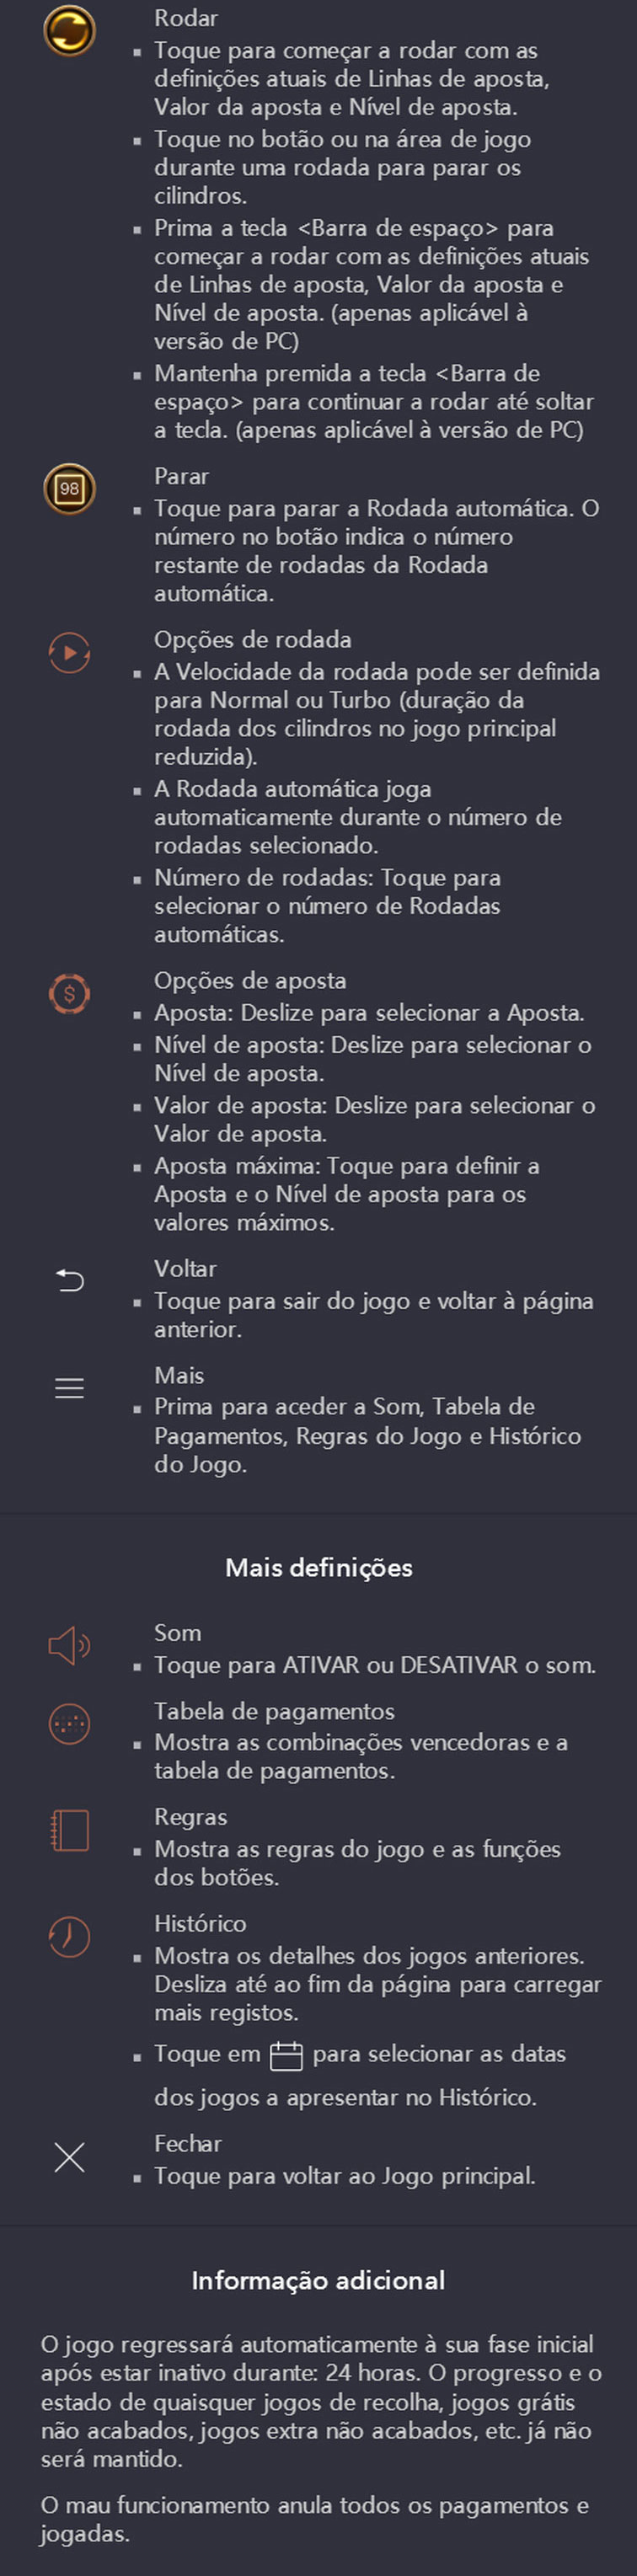 Rodar
▪ Toque para começar a rodar com as
definições atuais de Linhas de aposta,
Valor da aposta e Nível de aposta.
▪ Toque no botão ou na área de jogo
durante uma rodada para parar os
cilindros.
▪ Prima a tecla <Barra de espaço> para
começar a rodar com as definições atuais
de Linhas de aposta, Valor da aposta e
Nível de aposta. (apenas aplicável à
versão de PC)
▪ Mantenha premida a tecla <Barra de
espaço> para continuar a rodar até soltar
a tecla. (apenas aplicável à versão de PC)
98
Parar
▪ Toque para parar a Rodada automática. O
número no botão indica o número
restante de rodadas da Rodada
automática.
Opções de rodada
▪ A Velocidade da rodada pode ser definida
para Normal ou Turbo (duração da
rodada dos cilindros no jogo principal
reduzida).
▪ A Rodada automática joga
automaticamente durante o número de
rodadas selecionado.
▪ Número de rodadas: Toque para
selecionar o número de Rodadas
automáticas.
$
Opções de aposta
▪ Aposta: Deslize para selecionar a Aposta.
▪ Nível de aposta: Deslize para selecionar o
Nível de aposta.
▪ Valor de aposta: Deslize para selecionar o
Valor de aposta.
▪ Aposta máxima: Toque para definir a
Aposta e o Nível de aposta para os
valores máximos.
Voltar
▪ Toque para sair do jogo e voltar à página
anterior.
Mais
▪ Prima para aceder a Som, Tabela de
Pagamentos, Regras do Jogo e Histórico
do Jogo.
Mais definições
Som
▪ Toque para ATIVAR ou DESATIVAR o som.
Tabela de pagamentos
▪ Mostra as combinações vencedoras e a
tabela de pagamentos.
Regras
▪ Mostra as regras do jogo e as funções
dos botões.
Histórico
▪ Mostra os detalhes dos jogos anteriores.
Desliza até ao fim da página para carregar
mais registos.
▪ Toque em para selecionar as datas
dos jogos a apresentar no Histórico.
Fechar
▪ Toque para voltar ao Jogo principal.
Informação adicional
O jogo regressará automaticamente à sua fase inicial
após estar inativo durante: 24 horas. O progresso e o
estado de quaisquer jogos de recolha, jogos grátis
não acabados, jogos extra não acabados, etc. já não
será mantido.
O mau funcionamento anula todos os pagamentos e
jogadas.